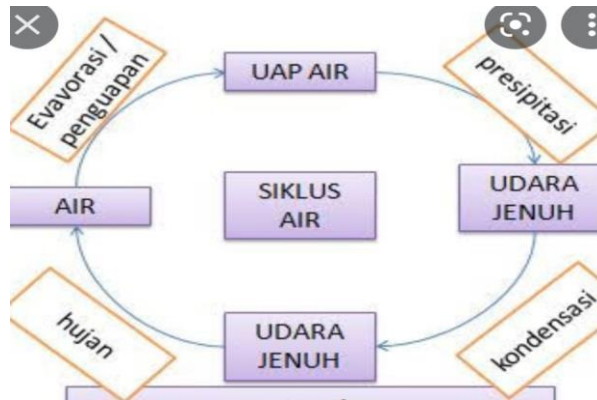 Evavorasi /
penguapan
UAP AIR
presipitasi
AIR
SIKLUS
AIR
UDARA
JENUH
hujan
UDARA
JENUH
kondensasi